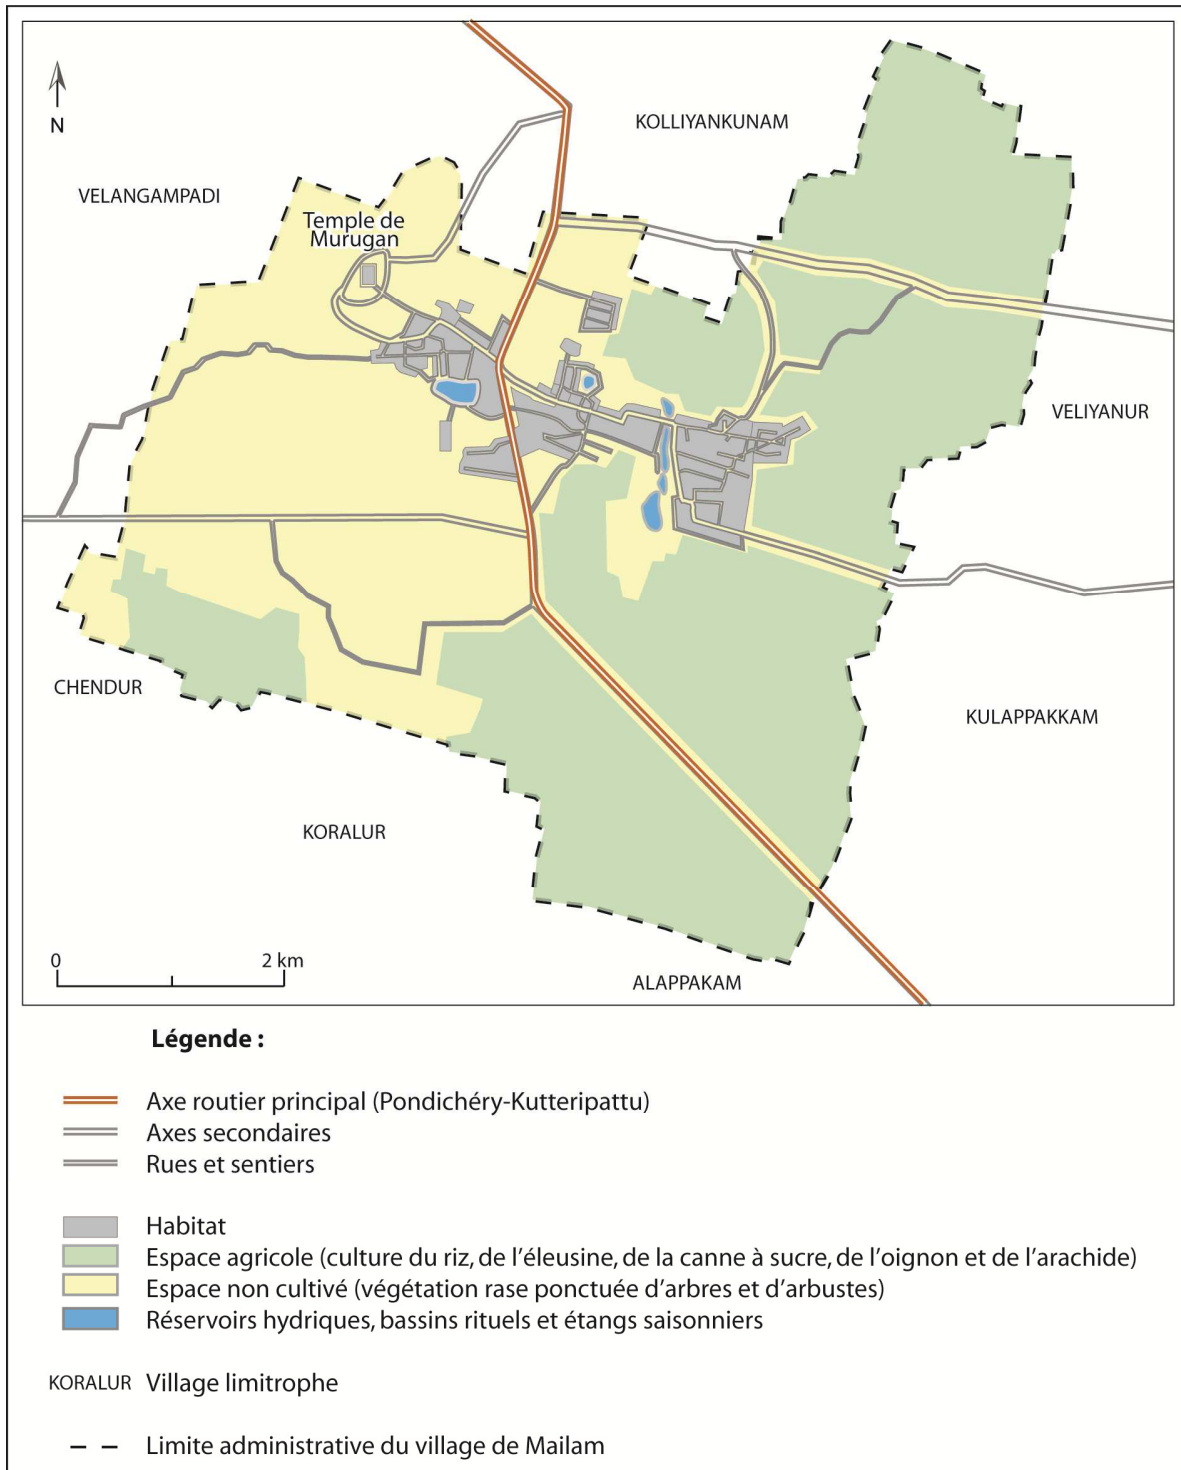 N
KOLLIYANKUNAM
VELANGAMPADI
Temple de
Murugan
VELIYANUR
CHENDUR
KULAPPAKKAM
KORALUR
0
2 km
ALAPPAKAM
Légende :
Axe routier principal (Pondichéry-Kutteripattu)
Axes secondaires
Rues et sentiers
Habitat
Espace agricole (culture du riz, de l'éleusine, de la canne à sucre, de l'oignon et de l'arachide)
Espace non cultivé (végétation rase ponctuée d'arbres et d'arbustes)
Réservoirs hydriques, bassins rituels et étangs saisonniers
KORALUR Village limitrophe
Limite administrative du village de Mailam